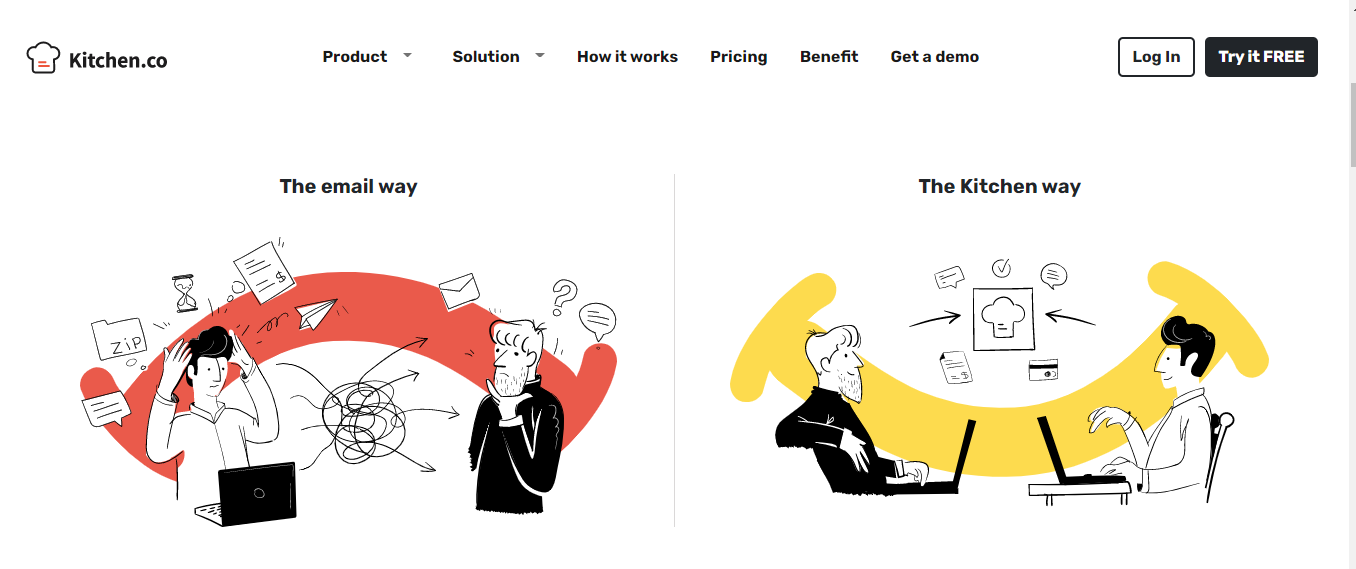 Kitchen.co
Product
Solution
How it works
Pricing
Benefit
Get a demo
Log In
Try it FREE
The email way
The Kitchen way
$
ZIP
?
$